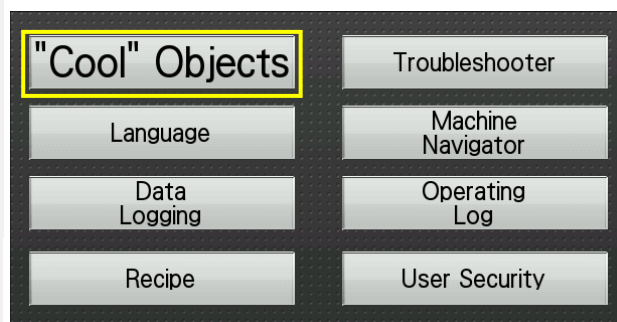 "Cool" Objects
Troubleshooter
Language
Machine
Navigator
Data
Logging
Operating
Log
Recipe
User Security